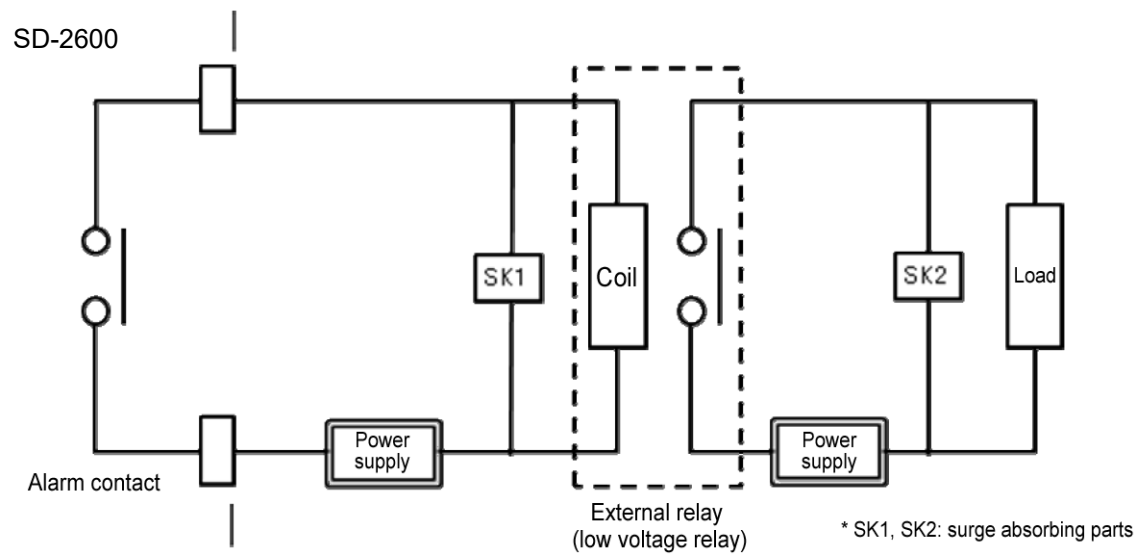 SD-2600
SK1
Coil
SK2
Load
Power
supply
Power
supply
Alarm contact
External relay
(low voltage relay)
* SK1, SK2: surge absorbing parts